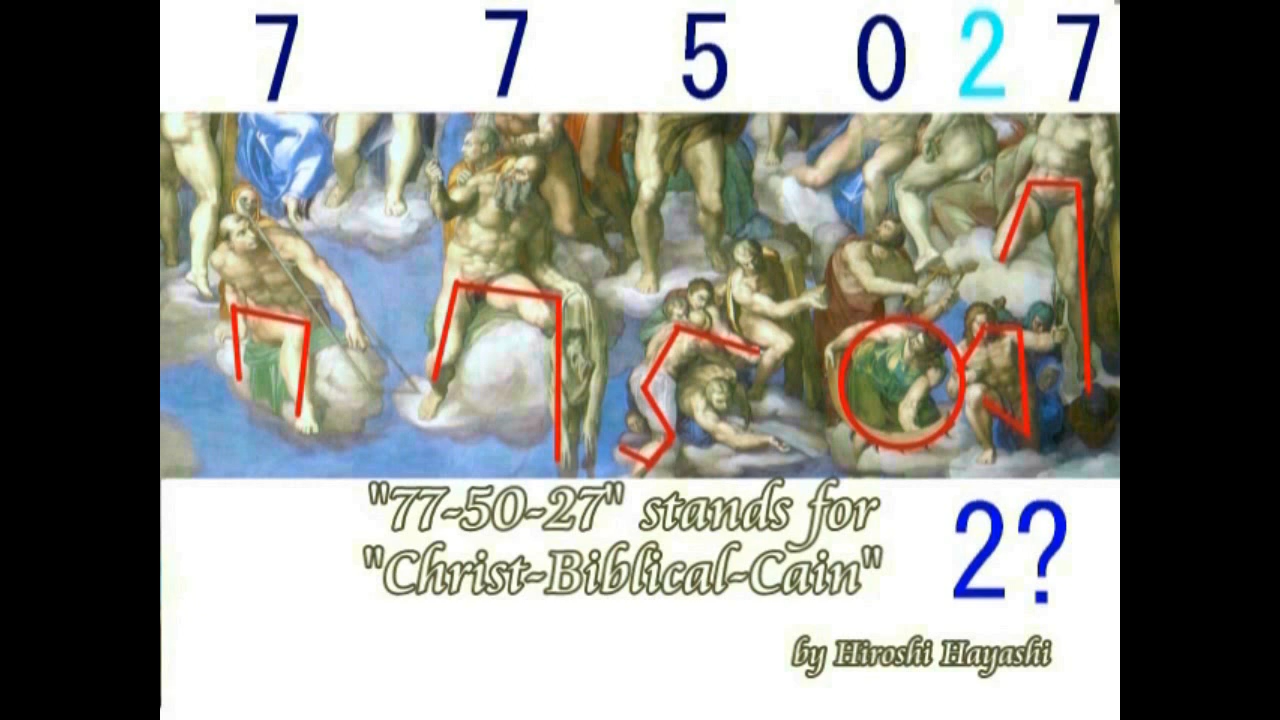 7 7 5 0 2 7
"77-50-27" stands for
"Christ-Biblical-Cain"
2?
by Hiroshi Hayashi